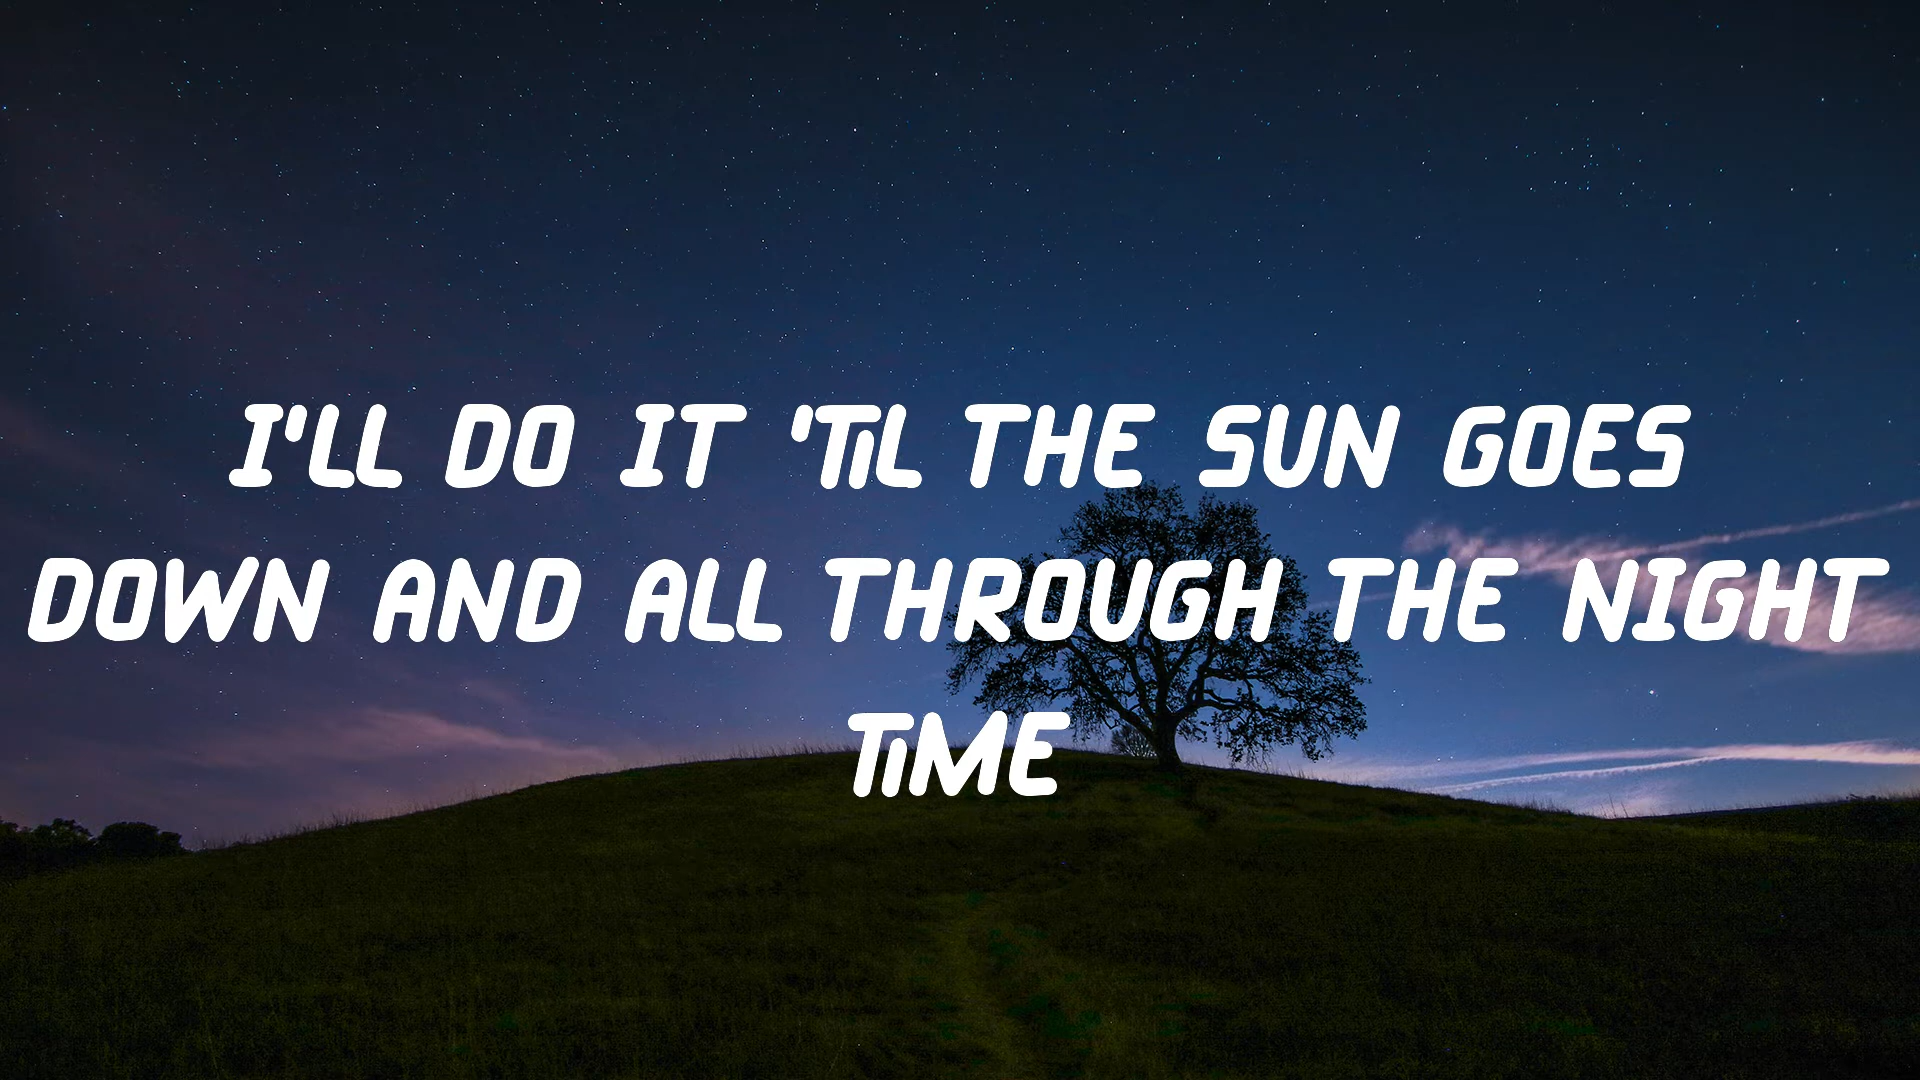 I'LL DO IT 'TiL THE SUN GOES
DOWN AND ALL THROUGH THE NIGHT
TiME